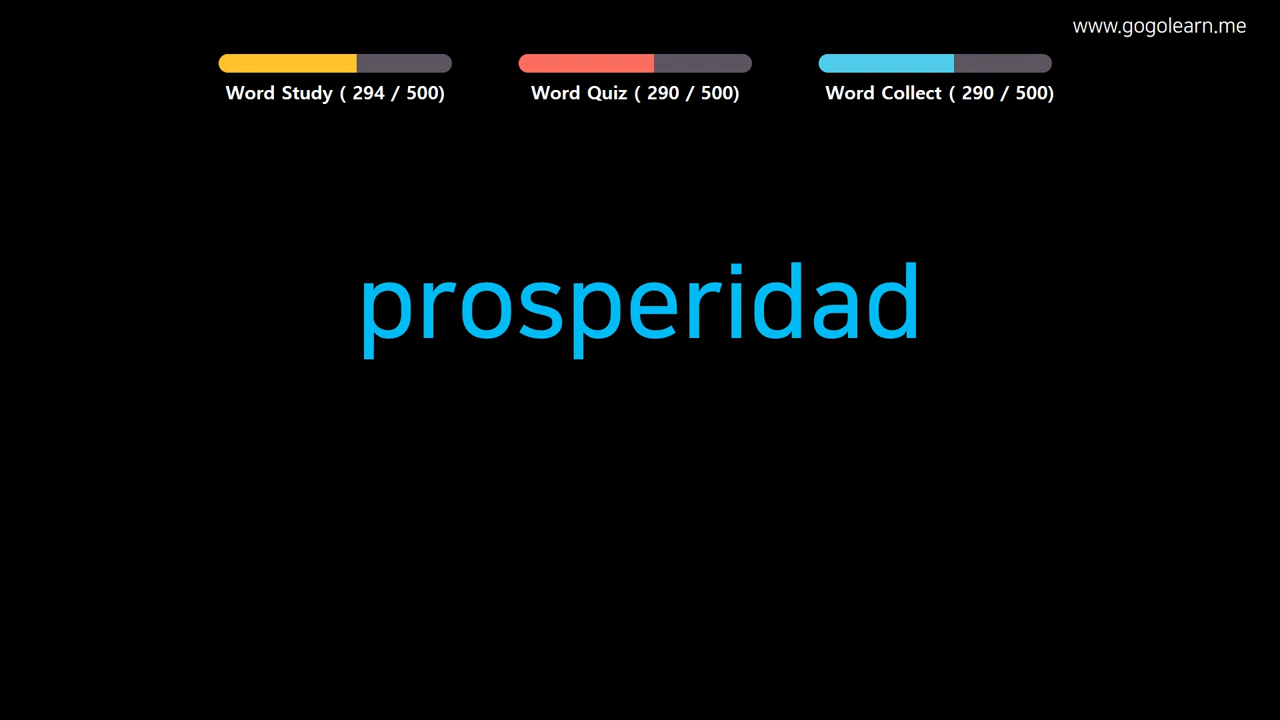 www.gogolearn.me
Word Study ( 294 / 500)
Word Quiz ( 290 / 500)
Word Collect ( 290 / 500)
prosperidad